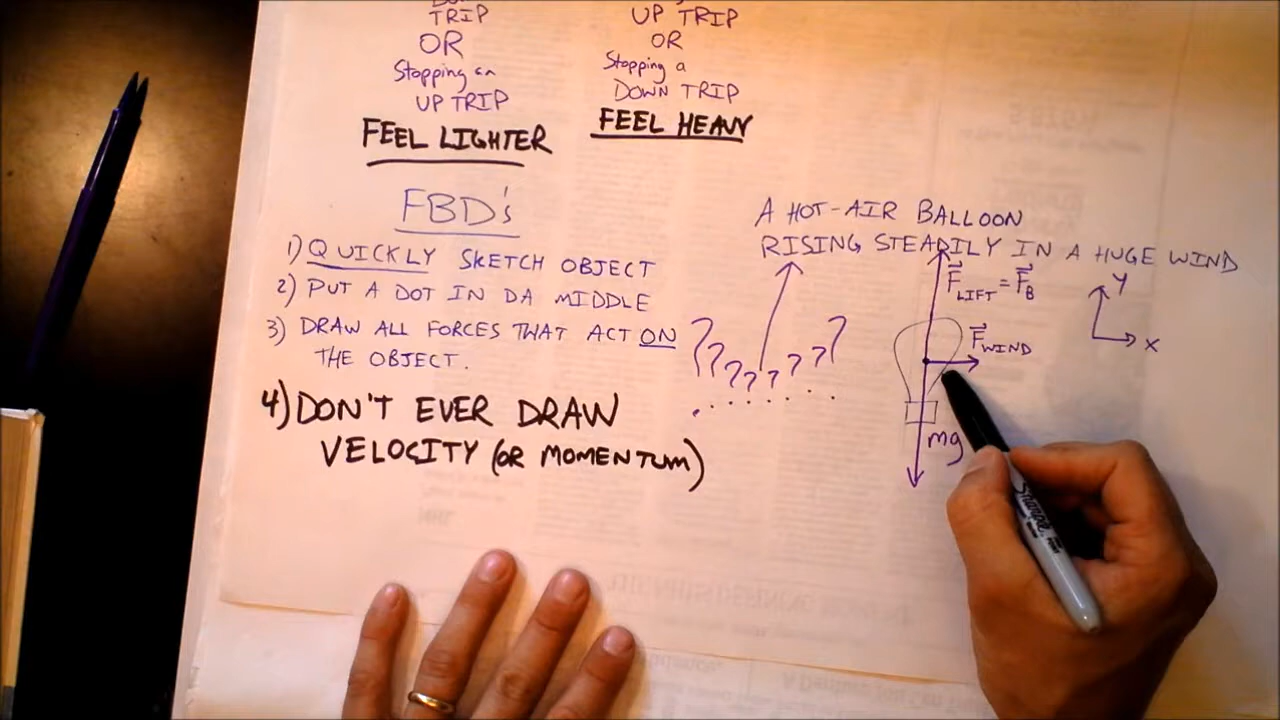 TRIP
OR
Stopping an
UP TRIP
FEEL LIGHTER
UP TRIP
OR
Stopping a
DOWN TRIP
FEEL HEAVY
FBD's
1) QUICKLY SKETCH OBJECT
2) PUT A DOT IN DA MIDDLE
3) DRAW ALL FORCES THAT ACT ON
THE OBJECT.
4) DON'T EVER DRAW
VELOCITY (OR MOMENTUM)
A HOT-AIR BALLOON
RISING STEADILY IN A HUGE WIND
? ? ? ? ? ? ? ?
F LIFT = F B
F WIND
mg
Y
X
Sharpie